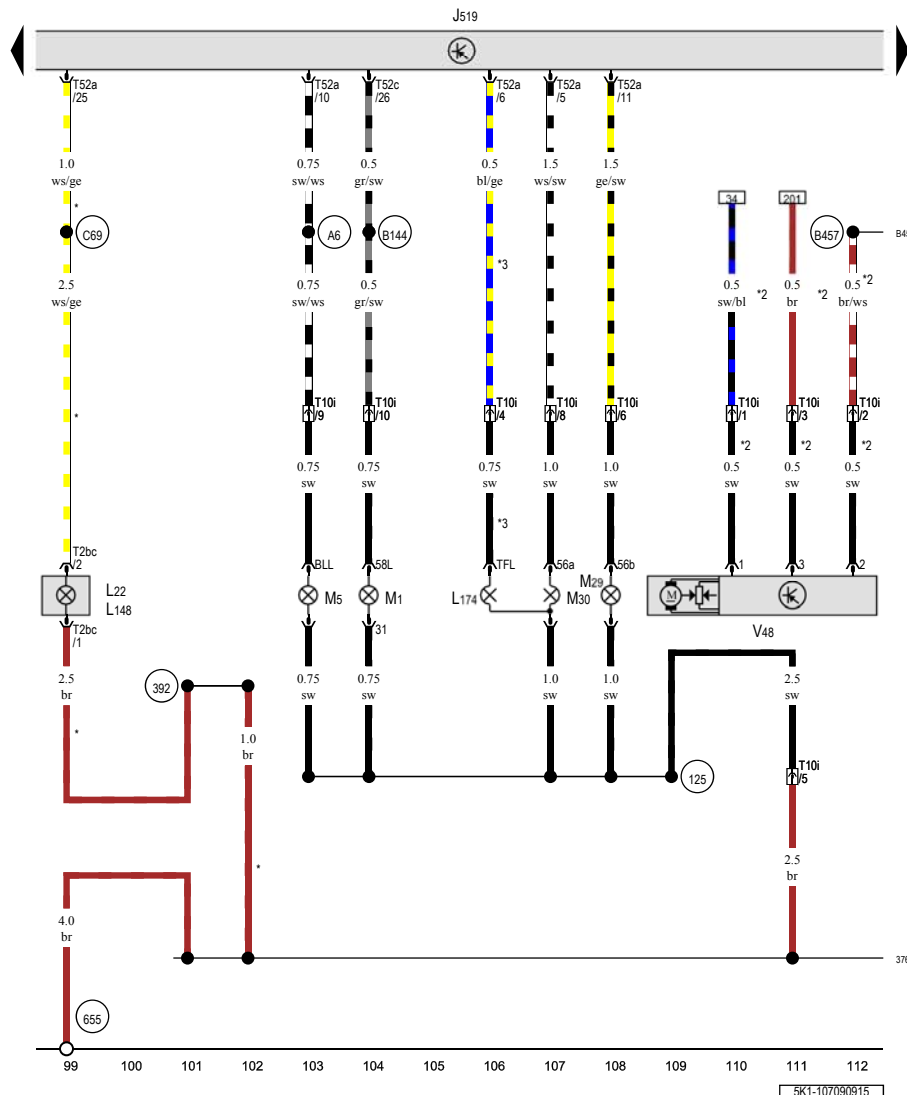 J519
T52a
/25
T52a
/10
T52c
/26
T52a
/6
T52a
/5
T52a
/11
1.0
ws/ge
0.75
sw/ws
0.5
gr/sw
0.5
bl/ge
1.5
ws/sw
1.5
ge/sw
*
34
201
C69
A6
B144
B457
*3
2.5
ws/ge
0.75
sw/ws
0.5
gr/sw
0.5
sw/bl
*2
0.5
br
*2
0.5
br/ws
*2
*
T10i
/9
T10i
/10
T10i
/4
T10i
/8
T10i
/6
T10i
/1
T10i
/3
T10i
/2
*2
*2
*2
0.75
sw
0.75
sw
0.75
sw
1.0
sw
1.0
sw
0.5
sw
0.5
sw
0.5
sw
*3
T2bc
/2
BLL
58L
TFL
56a
56b
1
3
2
L22
L148
M5
M1
L174
M29
M30
M
V48
T2bc
/1
31
2.5
br
392
0.75
sw
0.75
sw
1.0
sw
1.0
sw
2.5
sw
*
1.0
br
125
T10i
/5
*
2.5
br
4.0
br
376
655
99 100 101 102 103 104 105 106 107 108 109 110 111 112
5K1-107090915